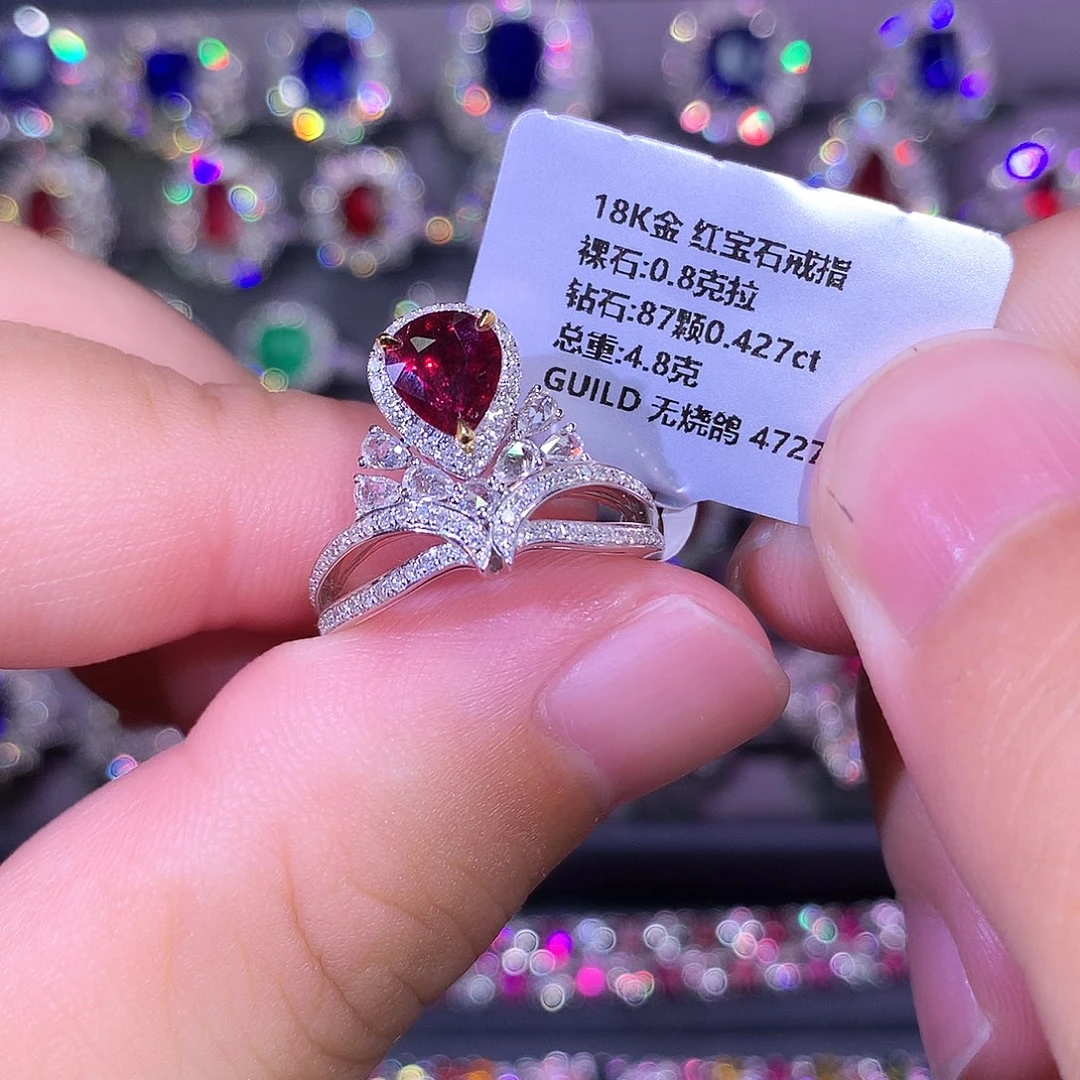 18K金 红宝石戒指
裸石:0.8克拉
钻石:87颗0.427ct
总重:4.8克
GUILD 无烧鸽 4727